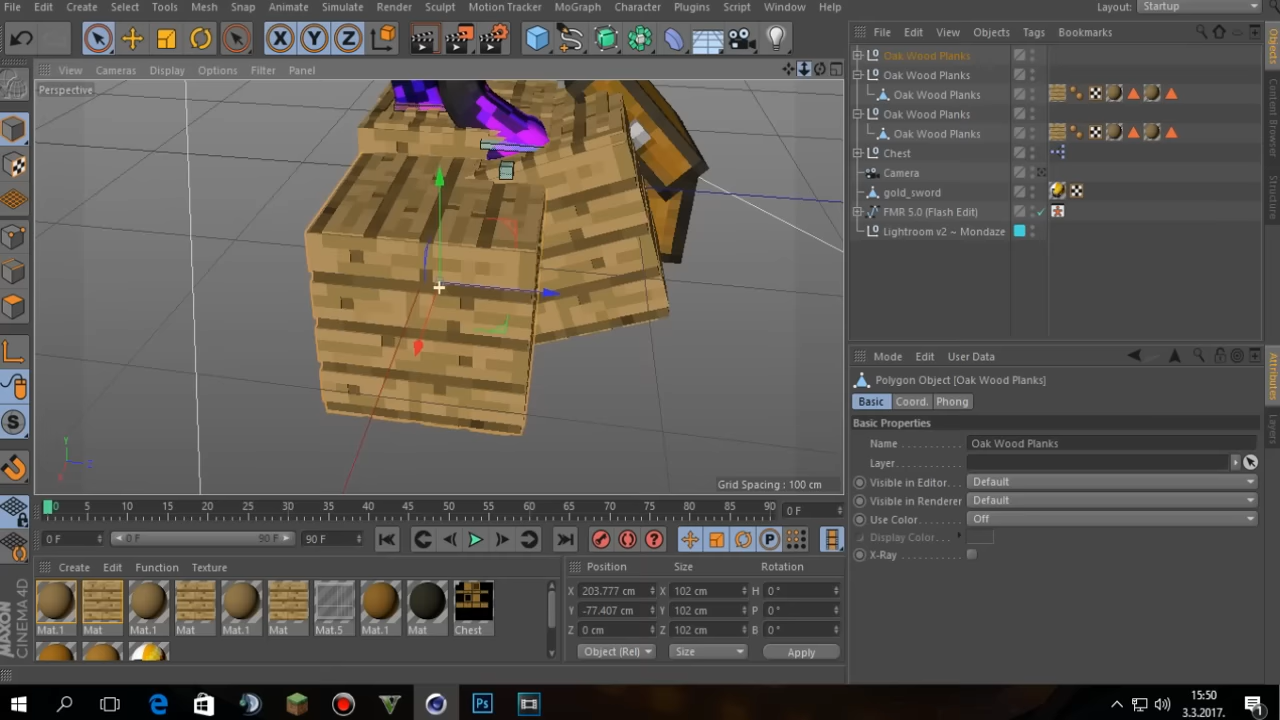 File Edit Create Select Tools Mesh Snap Animate Simulate Render Sculpt Motion Tracker MoGraph Character Plugins Script Window Help Layout: Startup
View Cameras Display Options Filter Panel
Perspective
Grid Spacing : 100 cm
File Edit View Objects Tags Bookmarks
Oak Wood Planks
Oak Wood Planks
Oak Wood Planks
Oak Wood Planks
Oak Wood Planks
Chest
Camera
gold_sword
FMR 5.0 (Flash Edit)
Lightroom v2 ~ Mondaze
Objects
Content Browser
Structure
Mode Edit User Data
Polygon Object [Oak Wood Planks]
Basic Coord. Phong
Basic Properties
Name Oak Wood Planks
Layer
Visible in Editor Default
Visible in Renderer Default
Use Color Off
Display Color
X-Ray
Attributes
Layers
0 5 10 15 20 25 30 35 40 45 50 55 60 65 70 75 80 85 90 0 F
0 F 0 F 90 F 90 F
Create Edit Function Texture
Mat.1 Mat Mat.1 Mat Mat.1 Mat Mat.5 Mat.1 Mat Chest
Position Size Rotation
X 203.777 cm X 102 cm H 0 °
Y -77.407 cm Y 102 cm P 0 °
Z 0 cm Z 102 cm B 0 °
Object (Rel) Size Apply
MAXON CINEMA4D
15:50
3.3.2017.